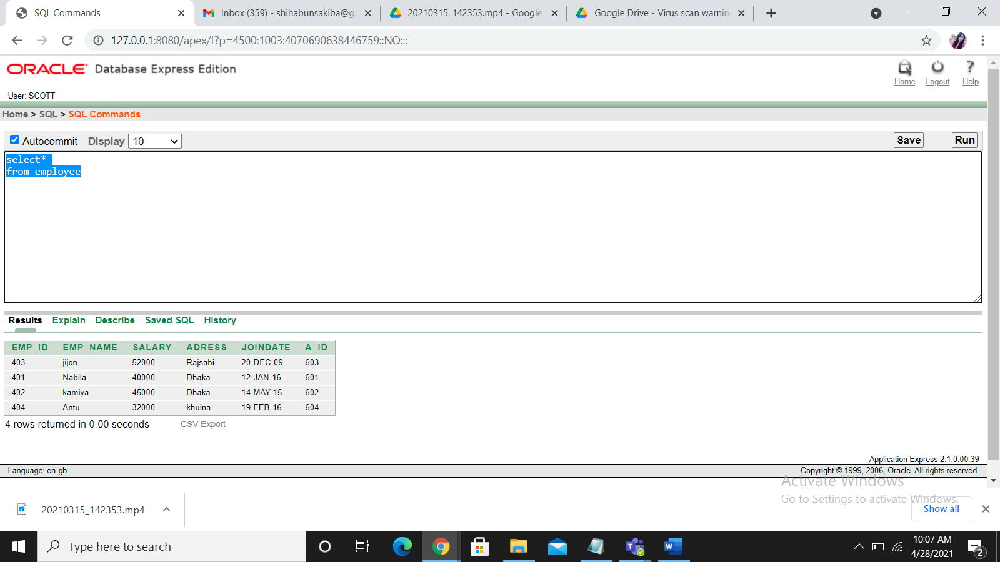 SQL Commands
Inbox (359) - shihabunsakiba@g
20210315_142353.mp4 - Google
Google Drive - Virus scan warning
127.0.0.1:8080/apex/f?p=4500:1003:4070690638446759::NO:::
ORACLE Database Express Edition
Home Logout Help
User: SCOTT
Home > SQL > SQL Commands
Autocommit Display 10 Save Run
select*
from employee
Results Explain Describe Saved SQL History
EMP_ID EMP_NAME SALARY ADRESS JOINDATE A_ID
403 jijon 52000 Rajsahi 20-DEC-09 603
401 Nabila 40000 Dhaka 12-JAN-16 601
402 kamiya 45000 Dhaka 14-MAY-15 602
404 Antu 32000 khulna 19-FEB-16 604
4 rows returned in 0.00 seconds CSV Export
Application Express 2.1.0.00.39
Language: en-gb Copyright © 1999, 2006, Oracle. All rights reserved.
Activate Windows
Go to Settings to activate Windows.
20210315_142353.mp4
Show all
Type here to search
10:07 AM
4/28/2021
2